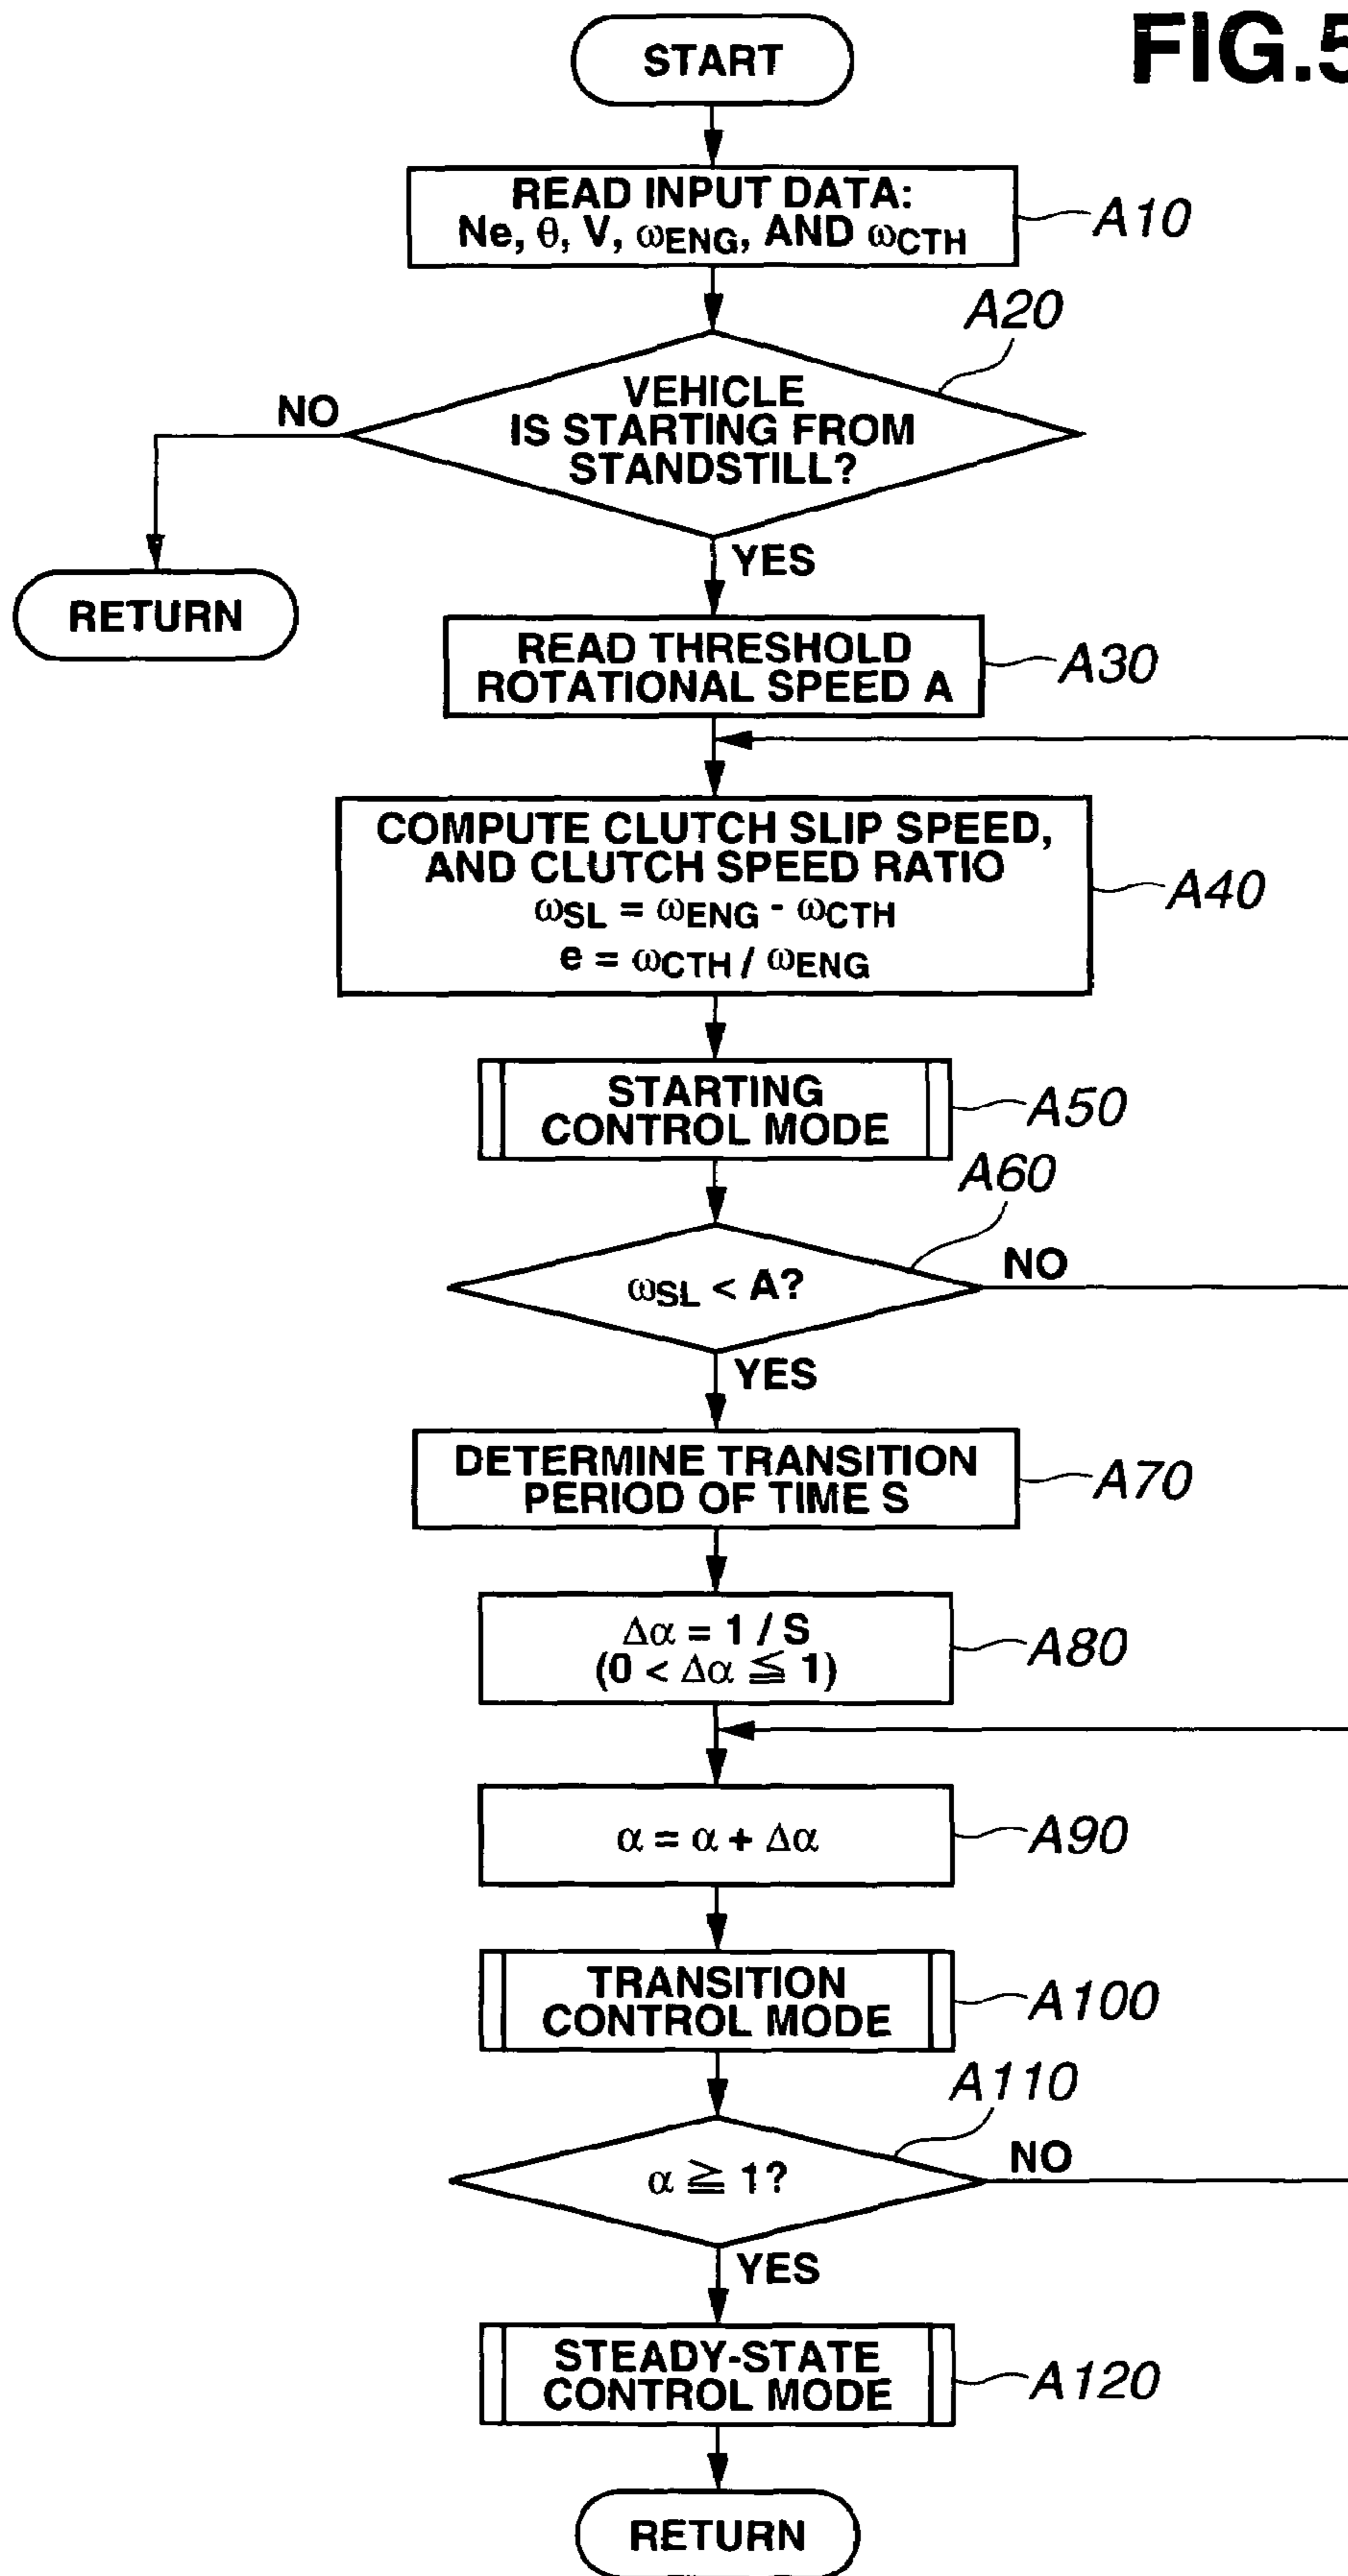 FIG.5
START
READ INPUT DATA:
Ne, θ, V, ωENG, AND ωCTH
A10
A20
VEHICLE
IS STARTING FROM
STANDSTILL?
NO
YES
RETURN
READ THRESHOLD
ROTATIONAL SPEED A
A30
COMPUTE CLUTCH SLIP SPEED,
AND CLUTCH SPEED RATIO
ωSL = ωENG - ωCTH
e = ωCTH / ωENG
A40
STARTING
CONTROL MODE
A50
A60
ωSL < A?
NO
YES
DETERMINE TRANSITION
PERIOD OF TIME S
A70
Δα = 1 / S
(0 < Δα ≦ 1)
A80
α = α + Δα
A90
TRANSITION
CONTROL MODE
A100
A110
α ≧ 1?
NO
YES
STEADY-STATE
CONTROL MODE
A120
RETURN